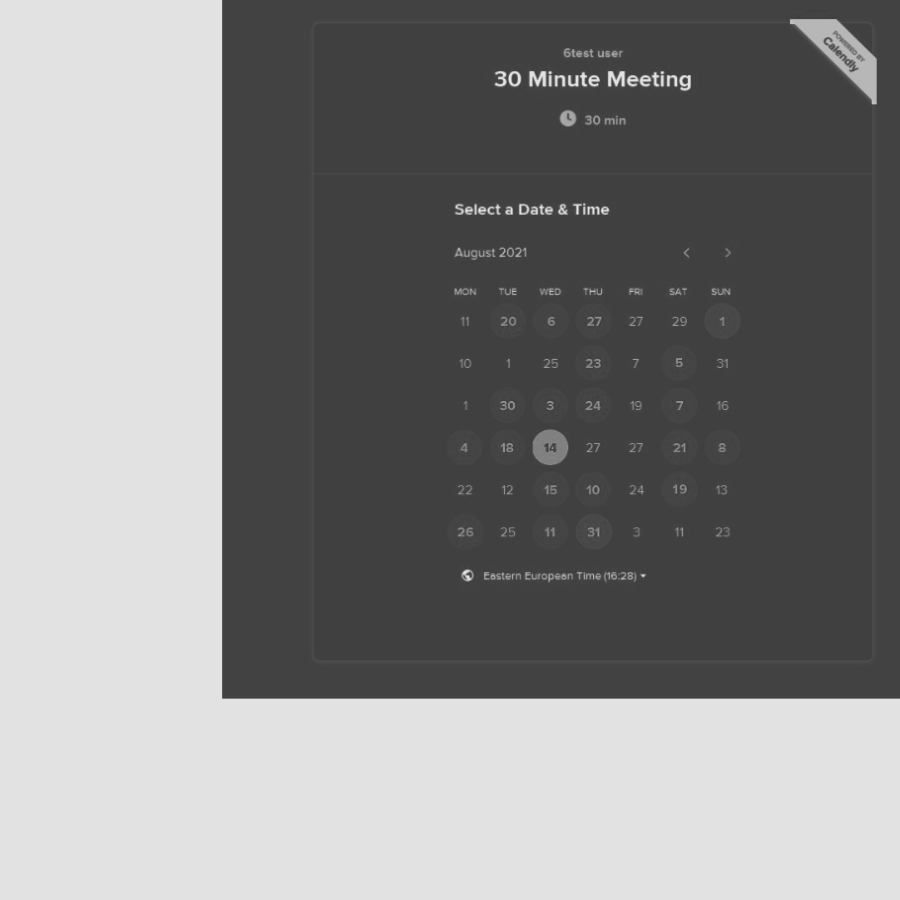 POWERED BY
Calendly
6test user
30 Minute Meeting
30 min
Select a Date & Time
August 2021
MON TUE WED THU FRI SAT SUN
11 20 6 27 27 29 1
10 1 25 23 7 5 31
1 30 3 24 19 7 16
4 18 14 27 27 21 8
22 12 15 10 24 19 13
26 25 11 31 3 11 23
Eastern European Time (16:28)